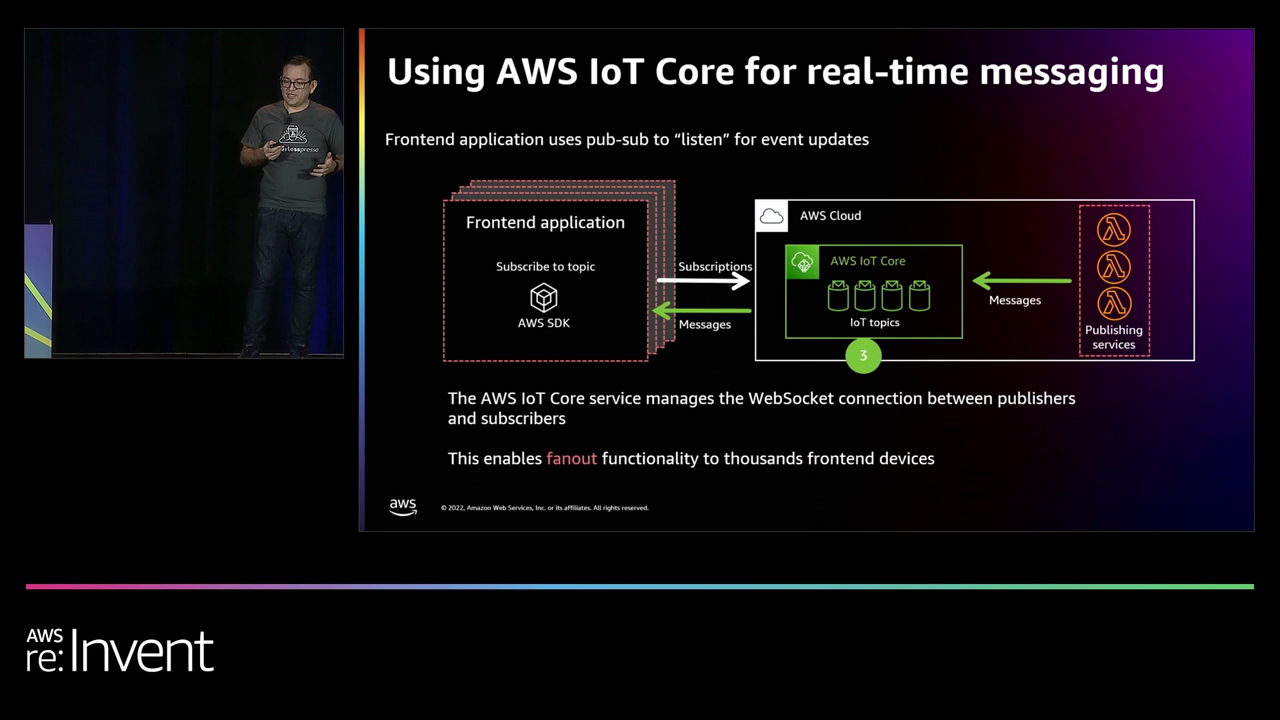 Using AWS IoT Core for real-time messaging
Frontend application uses pub-sub to “listen” for event updates
Frontend application
Subscribe to topic
AWS SDK
Subscriptions
Messages
AWS Cloud
AWS IoT Core
IoT topics
3
Messages
Publishing
services
The AWS IoT Core service manages the WebSocket connection between publishers
and subscribers
This enables fanout functionality to thousands frontend devices
aws
© 2022, Amazon Web Services, Inc. or its affiliates. All rights reserved.
AWS
re:Invent